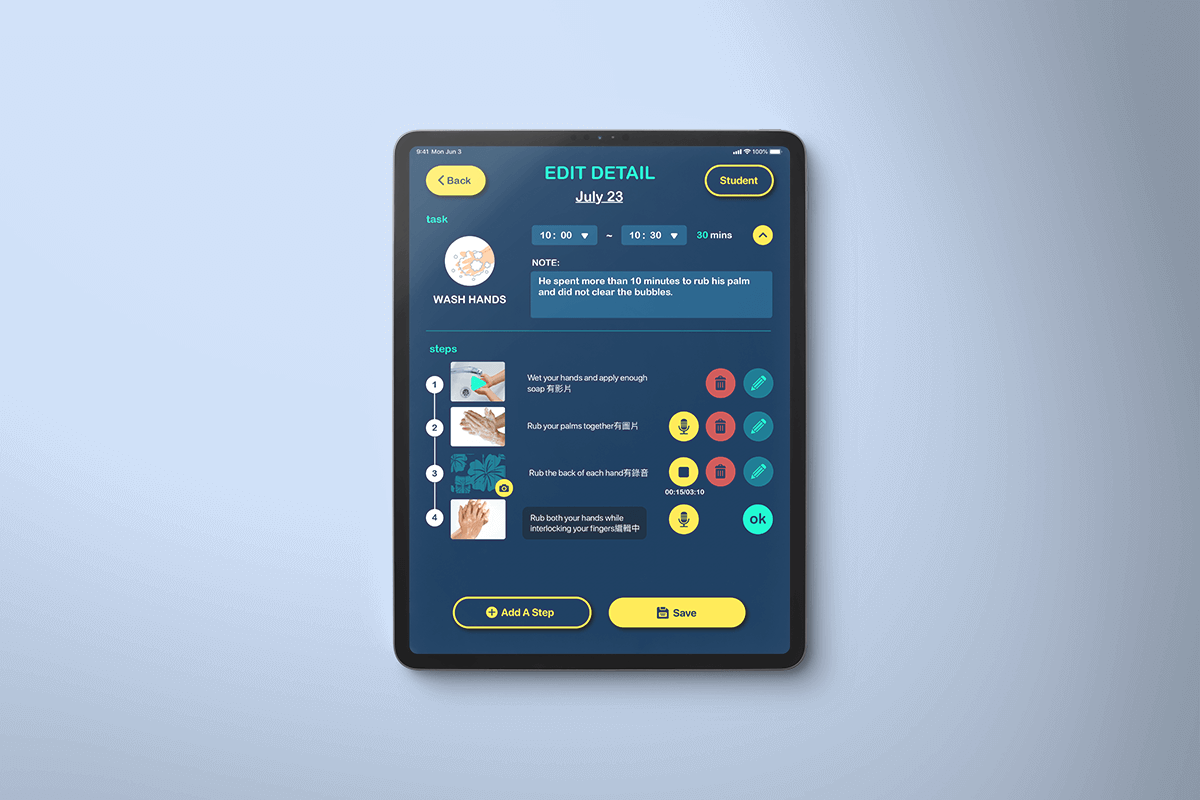 9:41 Mon Jun 3
100%
Back
EDIT DETAIL
Student
July 23
task
10 : 00
~
10 : 30
30 mins
NOTE:
He spent more than 10 minutes to rub his palm
and did not clear the bubbles.
WASH HANDS
steps
1
Wet your hands and apply enough
soap 有影片
2
Rub your palms together有圖片
3
Rub the back of each hand有錄音
00:15/03:10
4
Rub both your hands while
interlocking your fingers編輯中
ok
Add A Step
Save